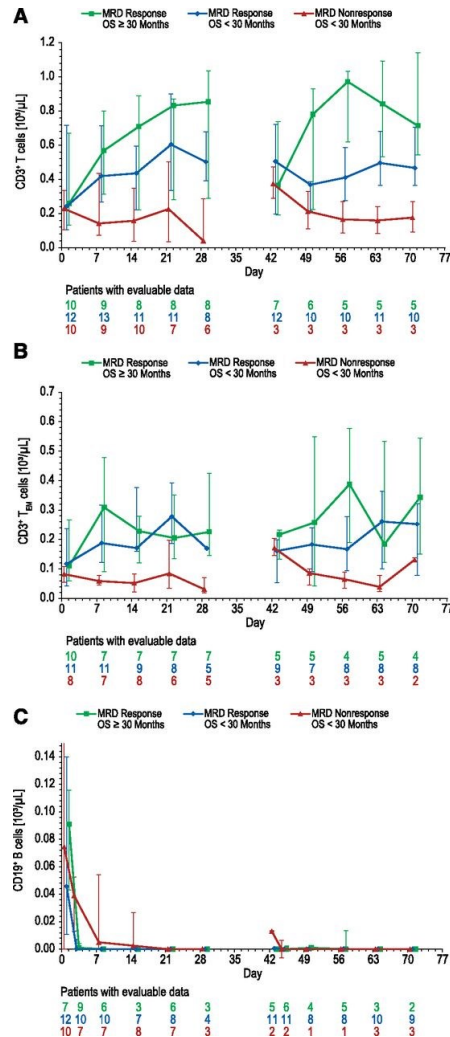 A
MRD Response OS ≥ 30 Months
MRD Response OS < 30 Months
MRD Nonresponse OS < 30 Months
CD3⁺ T cells [10³/µL]
1.2
1.0
0.8
0.6
0.4
0.2
0.0
0 7 14 21 28 35 42 49 56 63 70 77
Day
Patients with evaluable data
10 9 8 8 8 7 6 5 5 5
12 13 11 11 8 12 10 10 11 10
10 9 10 7 6 3 3 3 3 3
B
MRD Response OS ≥ 30 Months
MRD Response OS < 30 Months
MRD Nonresponse OS < 30 Months
CD3⁺ T_EM cells [10³/µL]
0.7
0.6
0.5
0.4
0.3
0.2
0.1
0.0
0 7 14 21 28 35 42 49 56 63 70 77
Day
Patients with evaluable data
10 7 7 7 7 5 5 4 5 4
11 11 9 8 5 9 7 8 8 8
8 7 8 6 5 3 3 3 3 2
C
MRD Response OS ≥ 30 Months
MRD Response OS < 30 Months
MRD Nonresponse OS < 30 Months
CD19⁺ B cells [10³/µL]
0.14
0.12
0.10
0.08
0.06
0.04
0.02
0.00
0 7 14 21 28 35 42 49 56 63 70 77
Day
Patients with evaluable data
7 9 6 3 6 3 5 6 4 5 3 2
12 10 10 7 8 4 11 11 8 8 10 9
10 7 7 8 7 3 2 2 1 1 3 3